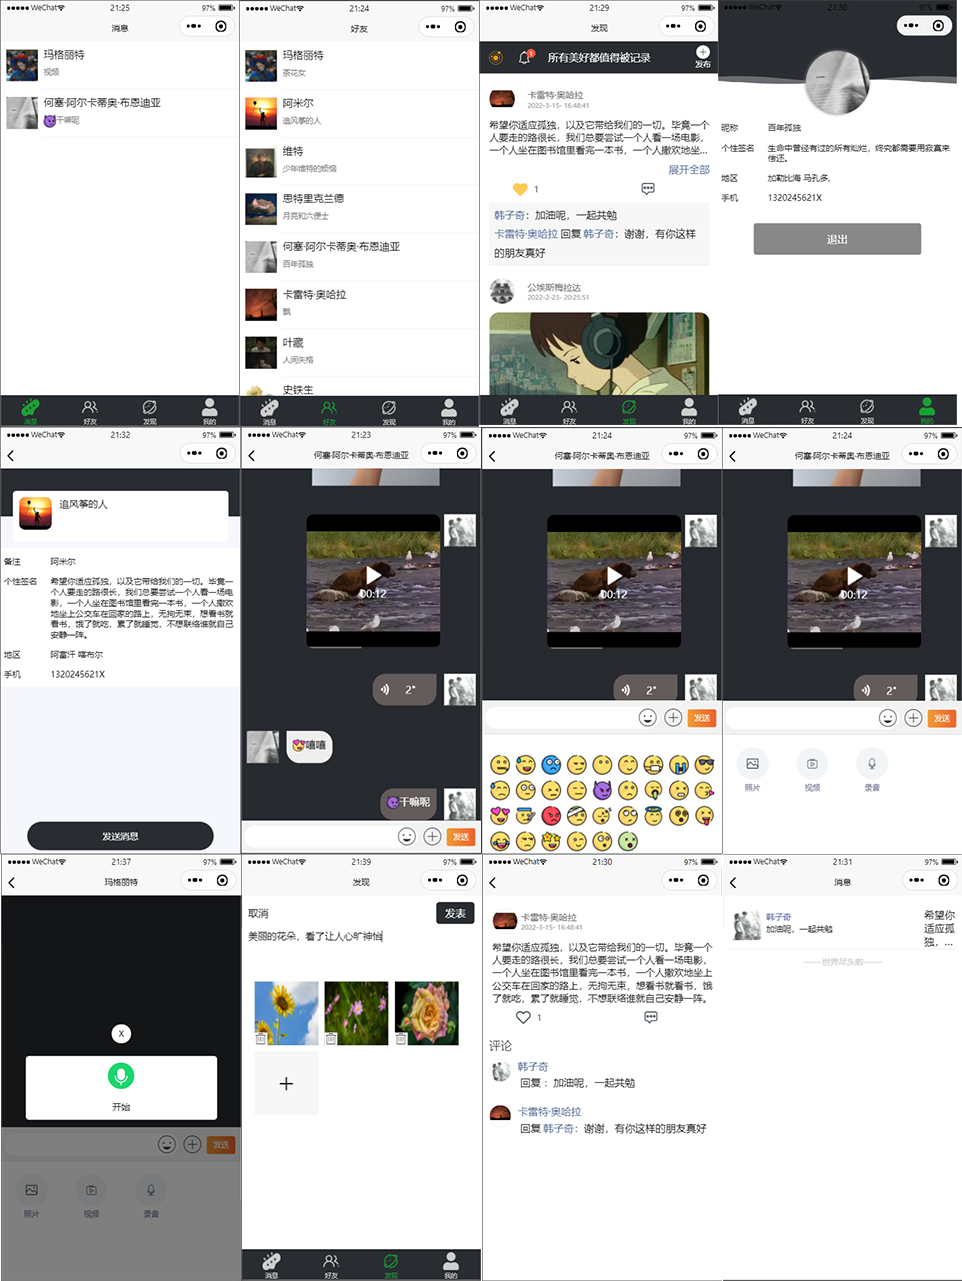 WeChat 21:25 97%
消息
玛格丽特
视频
何塞·阿尔卡蒂奥·布恩迪亚
干嘛呢
消息 好友 发现 我的
WeChat 21:24 97%
好友
玛格丽特
茶花女
阿米尔
追风筝的人
维特
少年维特的烦恼
思特里克兰德
月亮和六便士
何塞·阿尔卡蒂奥·布恩迪亚
百年孤独
卡雷特·奥哈拉
飘
叶藏
人间失格
史铁生
消息 好友 发现 我的
WeChat 21:29 97%
发现
1
所有美好都值得被记录
发布
卡雷特·奥哈拉
2022-3-15- 16:48:41
希望你适应孤独，以及它带给我们的一切。毕竟一个
人要走的路很长，我们总要尝试一个人看一场电影，
一个人坐在图书馆里看完一本书，一个人撒欢地坐...
展开全部
1
韩子奇：加油呢，一起共勉
卡雷特·奥哈拉 回复 韩子奇：谢谢，有你这样
的朋友真好
公埃斯梅拉达
2022-2-23- 20:25:51
消息 好友 发现 我的
WeChat 21:30 97%
昵称 百年孤独
个性签名 生命中曾经有过的所有灿烂，终究都需要用寂寞来
偿还。
地区 加勒比海 马孔多,
手机 1320245621X
退出
消息 好友 发现 我的
WeChat 21:32 97%
追风筝的人
备注 阿米尔
个性签名 希望你适应孤独，以及它带给我们的一切。毕竟一
个人要走的路很长，我们总要尝试一个人看一场电
影，一个人坐在图书馆里看完一本书，一个人撒欢
地坐上公交车在回家的路上，无拘无束，想看书就
看书，饿了就吃，累了就睡觉，不想联络谁就自己
安静一阵。
地区 阿富汗 喀布尔
手机 1320245621X
发送消息
WeChat 21:23 97%
何塞·阿尔卡蒂奥·布恩迪亚
00:12
2"
嘻嘻
干嘛呢
发送
WeChat 21:24 97%
何塞·阿尔卡蒂奥·布恩迪亚
00:12
2"
发送
WeChat 21:24 97%
何塞·阿尔卡蒂奥·布恩迪亚
00:12
2"
发送
照片 视频 录音
WeChat 21:37 97%
玛格丽特
X
开始
发送
照片 视频 录音
WeChat 21:39 97%
发现
取消 发表
美丽的花朵，看了让人心旷神怡
消息 好友 发现 我的
WeChat 21:30 97%
卡雷特·奥哈拉
2022-3-15- 16:48:41
希望你适应孤独，以及它带给我们的一切。毕竟一个
人要走的路很长，我们总要尝试一个人看一场电影，
一个人坐在图书馆里看完一本书，一个人撒欢地坐上
公交车在回家的路上，无拘无束，想看书就看书，饿
了就吃，累了就睡觉，不想联络谁就自己安静一阵。
1
评论
韩子奇
回复 ：加油呢，一起共勉
卡雷特·奥哈拉
回复 韩子奇：谢谢，有你这样的朋友真好
WeChat 21:31 97%
消息
韩子奇
加油呢，一起共勉
希望你
适应孤
独，...
——世界尽头啦——